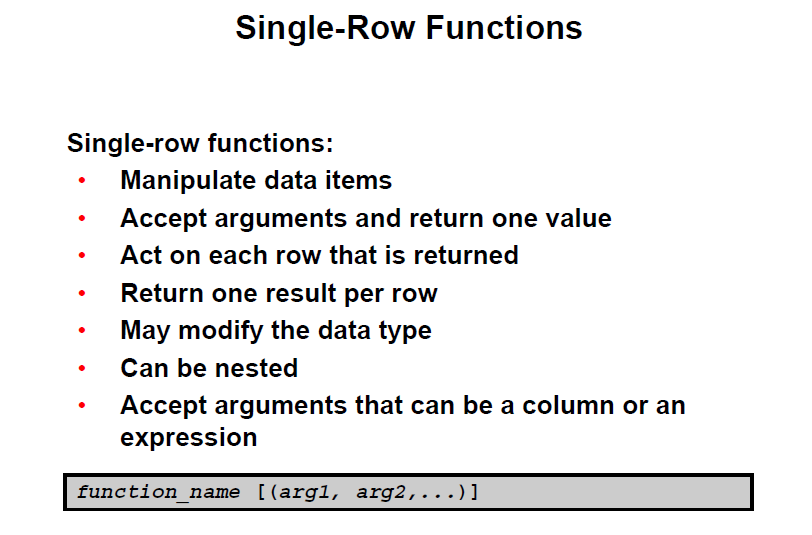 Single-Row Functions
Single-row functions:
• Manipulate data items
• Accept arguments and return one value
• Act on each row that is returned
• Return one result per row
• May modify the data type
• Can be nested
• Accept arguments that can be a column or an
expression
function_name [(arg1, arg2,...)]